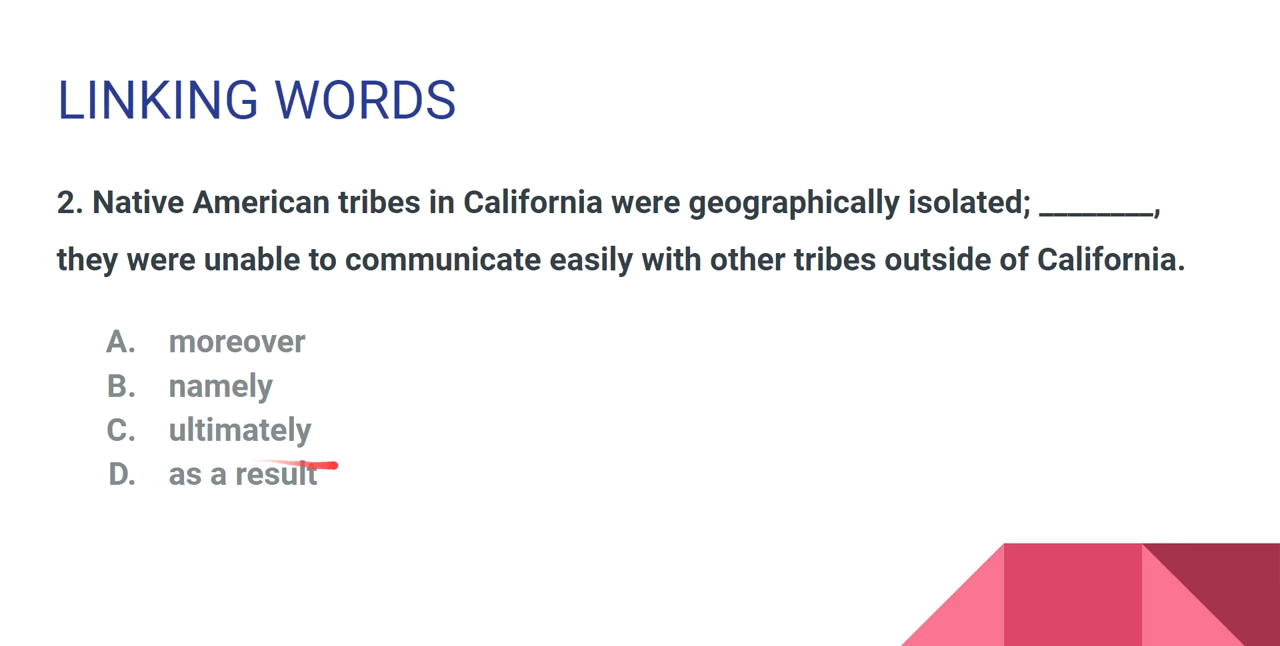 LINKING WORDS
2. Native American tribes in California were geographically isolated; ________,
they were unable to communicate easily with other tribes outside of California.
A. moreover
B. namely
C. ultimately
D. as a result